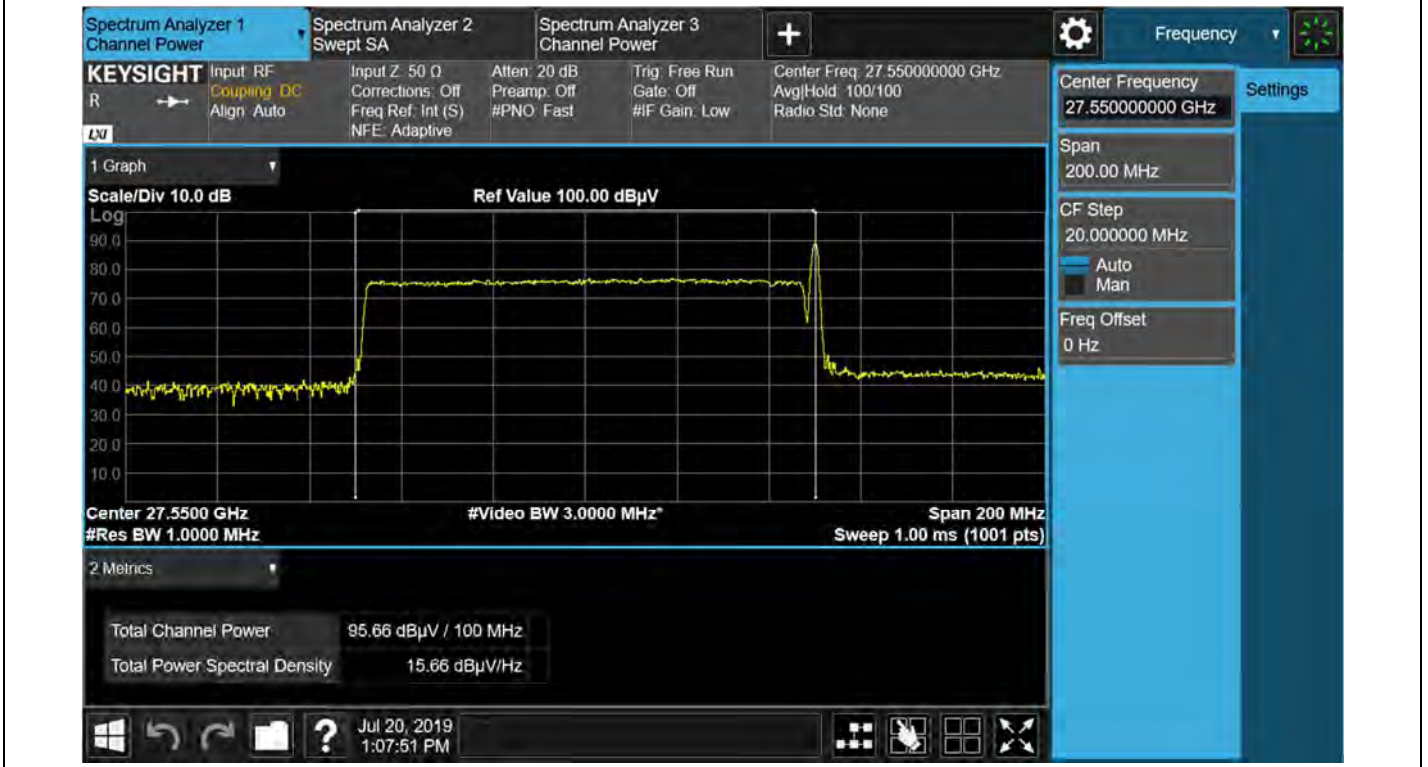 Spectrum Analyzer 1
Channel Power
Spectrum Analyzer 2
Swept SA
Spectrum Analyzer 3
Channel Power
Frequency
KEYSIGHT
R
LXI
Input: RF
Coupling: DC
Align: Auto
Input Z: 50 Ω
Corrections: Off
Freq Ref: Int (S)
NFE: Adaptive
Atten: 20 dB
Preamp: Off
#PNO: Fast
Trig: Free Run
Gate: Off
#IF Gain: Low
Center Freq: 27.550000000 GHz
Avg|Hold: 100/100
Radio Std: None
Center Frequency
27.550000000 GHz
Settings
Span
200.00 MHz
CF Step
20.000000 MHz
Auto
Man
Freq Offset
0 Hz
1 Graph
Scale/Div 10.0 dB
Ref Value 100.00 dBµV
Log
90.0
80.0
70.0
60.0
50.0
40.0
30.0
20.0
10.0
Center 27.5500 GHz
#Video BW 3.0000 MHz*
Span 200 MHz
#Res BW 1.0000 MHz
Sweep 1.00 ms (1001 pts)
2 Metrics
Total Channel Power 95.66 dBµV / 100 MHz
Total Power Spectral Density 15.66 dBµV/Hz
Jul 20, 2019
1:07:51 PM